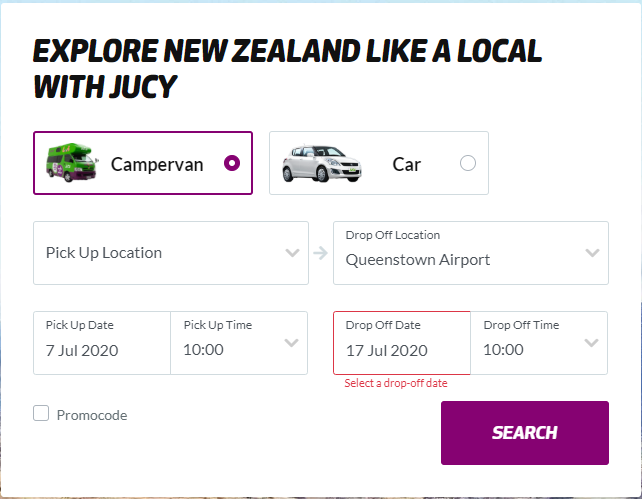 EXPLORE NEW ZEALAND LIKE A LOCAL
WITH JUCY
Campervan
Car
Pick Up Location
Drop Off Location
Queenstown Airport
Pick Up Date
7 Jul 2020
Pick Up Time
10:00
Drop Off Date
17 Jul 2020
Drop Off Time
10:00
Select a drop-off date
Promocode
SEARCH